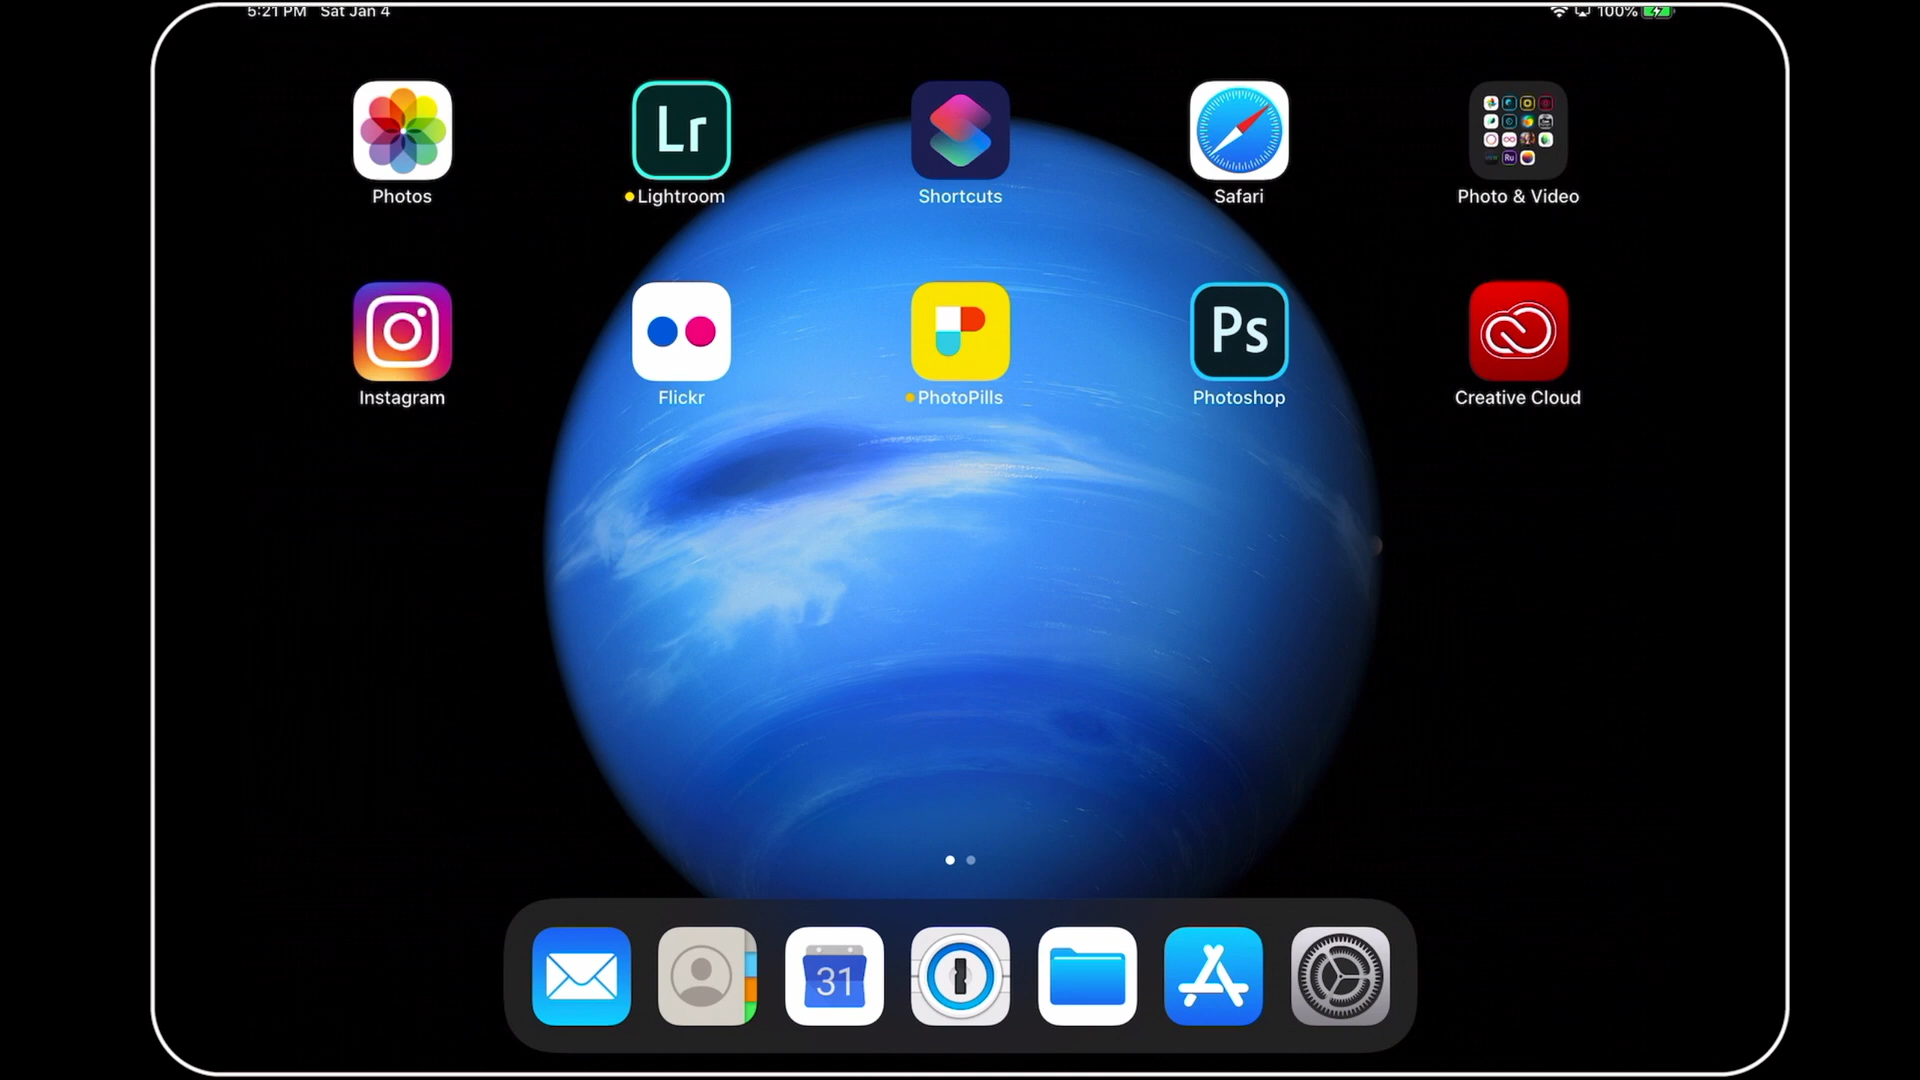 5:21 PM Sat Jan 4 100%
Photos Lr Lightroom Shortcuts Safari Photo & Video
Ru
Instagram Flickr PhotoPills Ps Photoshop Creative Cloud
31